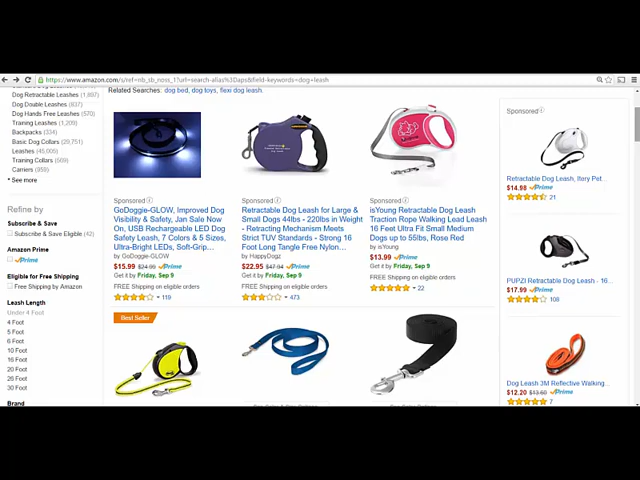 https://www.amazon.com/s/ref=nb_sb_noss_1?url=search-alias%3Daps&field-keywords=dog+leash
Related Searches: dog bed, dog toys, flexi dog leash.
Dog Retractable Leashes (1,897)
Dog Double Leashes (837)
Dog Hands Free Leashes (570)
Training Leashes (1,209)
Backpacks (334)
Basic Dog Collars (29,751)
Leashes (45,005)
Training Collars (569)
Carriers (959)
See more
Refine by
Subscribe & Save
Subscribe & Save Eligible (42)
Amazon Prime
Prime
Eligible for Free Shipping
Free Shipping by Amazon
Leash Length
Under 4 Foot
4 Foot
5 Foot
6 Foot
10 Foot
16 Foot
20 Foot
26 Foot
30 Foot
Brand
Sponsored
GoDoggie-GLOW, Improved Dog
Visibility & Safety, Jan Sale Now
On, USB Rechargeable LED Dog
Safety Leash, 7 Colors & 5 Sizes,
Ultra-Bright LEDs, Soft-Grip...
by GoDoggie-GLOW
$15.99 $24.99 Prime
Get it by Friday, Sep 9
FREE Shipping on eligible orders
119
Sponsored
Retractable Dog Leash for Large &
Small Dogs 44lbs - 220lbs in Weight
- Retracting Mechanism Meets
Strict TUV Standards - Strong 16
Foot Long Tangle Free Nylon...
by HappyDogz
$22.95 $47.94 Prime
Get it by Friday, Sep 9
FREE Shipping on eligible orders
473
Sponsored
isYoung Retractable Dog Leash
Traction Rope Walking Lead Leash
16 Feet Ultra Fit Small Medium
Dogs up to 55lbs, Rose Red
by isYoung
$13.99 Prime
Get it by Friday, Sep 9
FREE Shipping on eligible orders
22
Best Seller
Sponsored
Retractable Dog Leash, Itery Pet...
$14.98 Prime
21
PUPZI Retractable Dog Leash - 16...
$17.99 Prime
108
Dog Leash 3M Reflective Walking...
$12.20 $13.60 Prime
7